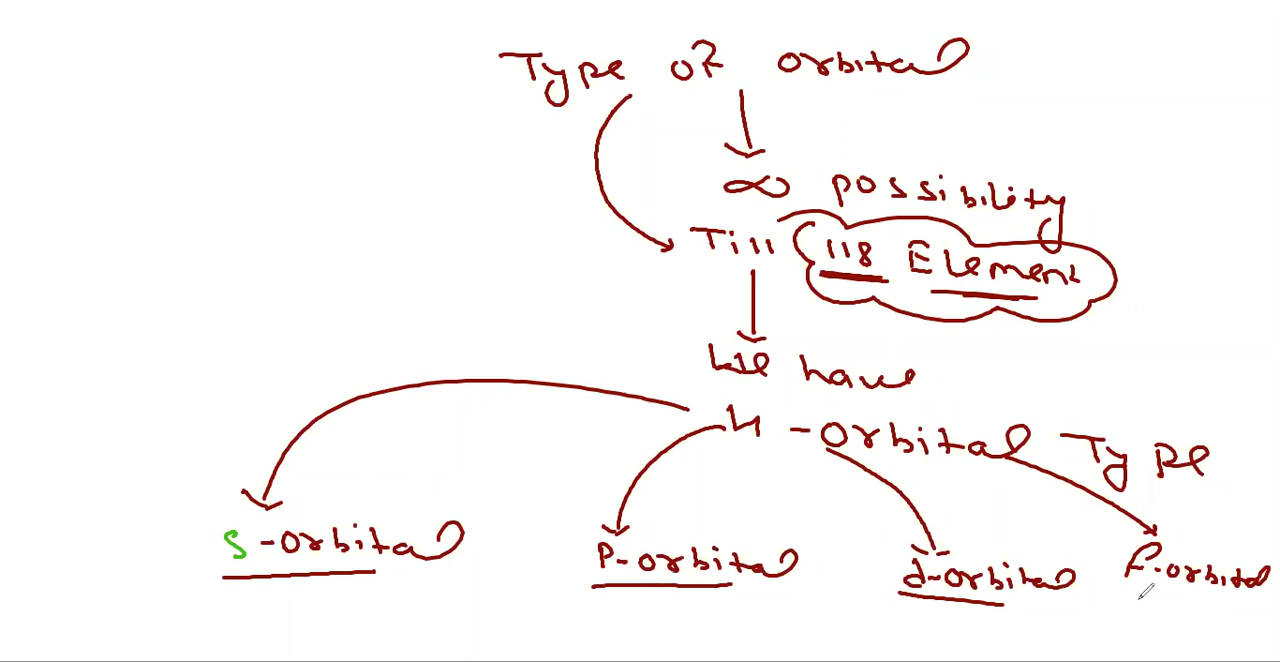 Type of orbital
∞ possibility
Till 118 Element
We have
4 - orbital Type
s-orbital
p-orbital
d-orbital
f-orbital